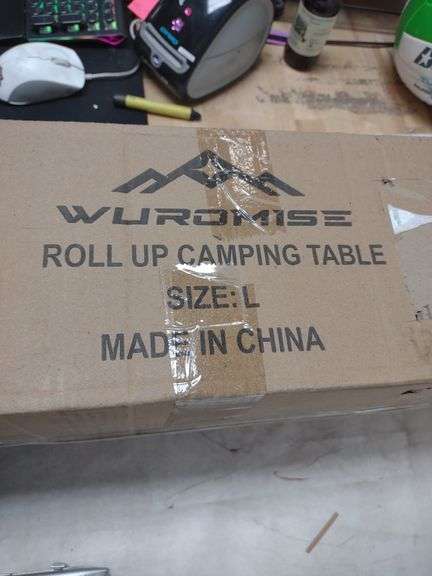 WUROMISE
ROLL UP CAMPING TABLE
SIZE: L
MADE IN CHINA